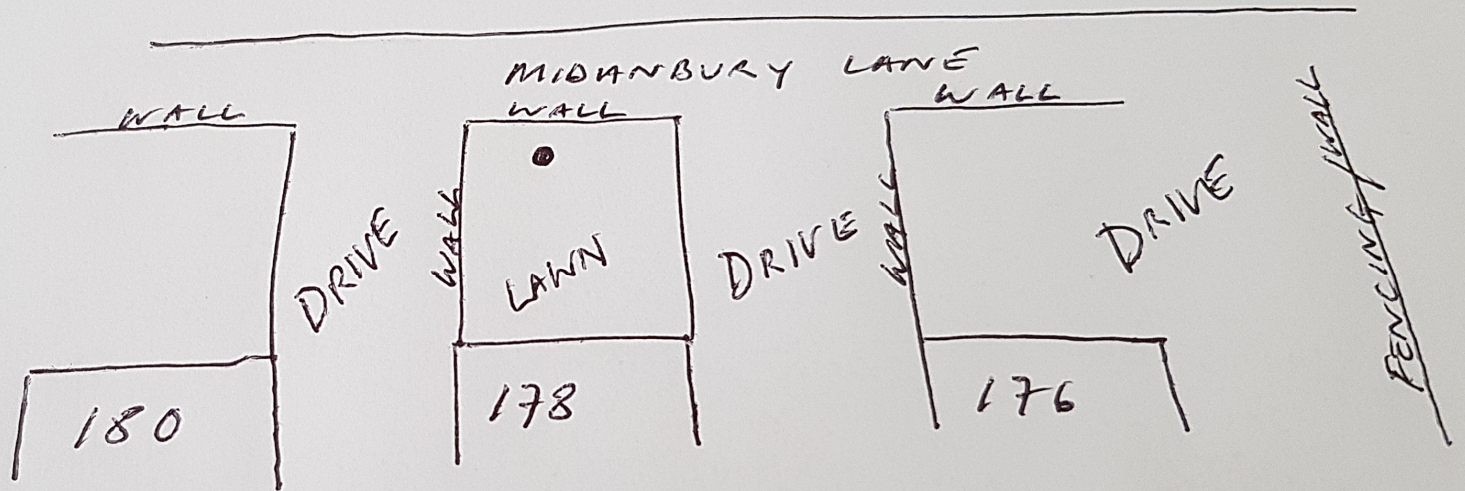 MIDANBURY LANE
WALL
WALL
WALL
DRIVE
WALL
LAWN
DRIVE
WALL
DRIVE
FENCING/WALL
180
178
176